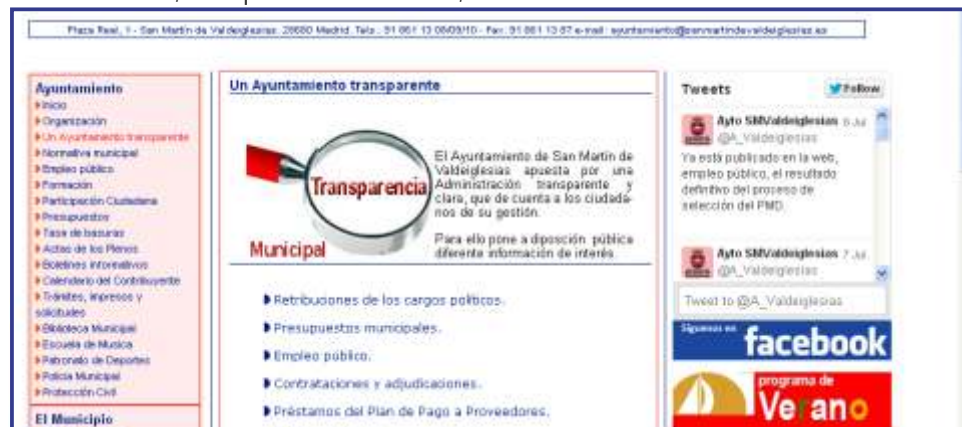 Plaza Real, 1 - San Martín de Valdeiglesias. 28680 Madrid. Tels.: 91 861 13 08/09/10 - Fax: 91 861 13 87 e-mail: ayuntamiento@sanmartindevaldeiglesias.es
Ayuntamiento
Inicio
Organización
Un Ayuntamiento transparente
Normativa municipal
Empleo público
Formación
Participación Ciudadana
Presupuestos
Tasa de basuras
Actas de los Plenos
Boletines informativos
Calendario del Contribuyente
Trámites, impresos y
solicitudes
Biblioteca Municipal
Escuela de Musica
Patronato de Deportes
Policía Municipal
Protección Civil
El Municipio
Un Ayuntamiento transparente
Transparencia
Municipal
El Ayuntamiento de San Martín de
Valdeiglesias apuesta por una
Administración transparente y
clara, que de cuenta a los ciudada-
nos de su gestión.
Para ello pone a diposción pública
diferente información de interés.
Retribuciones de los cargos políticos.
Presupuestos municipales.
Empleo público.
Contrataciones y adjudicaciones.
Préstamos del Plan de Pago a Proveedores.
Tweets
Follow
Ayto SMValdeiglesias
@A_Valdeiglesias
Ya está publicado en la web,
empleo público, el resultado
definitivo del proceso de
selección del PMD.
Ayto SMValdeiglesias 7 Jul
@A_Valdeiglesias
Tweet to @A_Valdeiglesias
Síguenos en
facebook
programa de
Verano